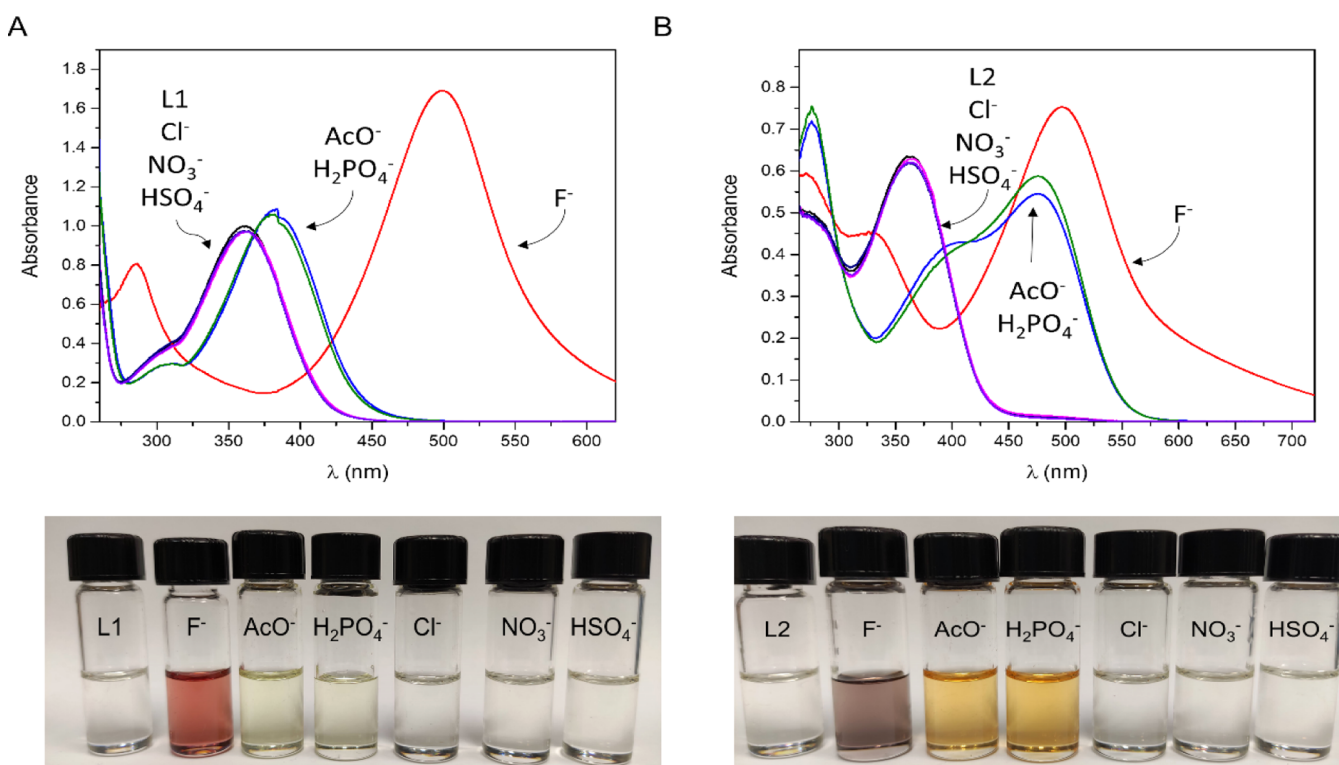 A
1.8
1.6
1.4
1.2
1.0
0.8
0.6
0.4
0.2
0.0
Absorbance
300
350
400
450
500
550
600
λ (nm)
L1
Cl⁻
NO₃⁻
HSO₄⁻
AcO⁻
H₂PO₄⁻
F⁻
B
0.8
0.7
0.6
0.5
0.4
0.3
0.2
0.1
0.0
Absorbance
300
350
400
450
500
550
600
650
700
λ (nm)
L2
Cl⁻
NO₃⁻
HSO₄⁻
AcO⁻
H₂PO₄⁻
F⁻
L1 F⁻ AcO⁻ H₂PO₄⁻ Cl⁻ NO₃⁻ HSO₄⁻
L2 F⁻ AcO⁻ H₂PO₄⁻ Cl⁻ NO₃⁻ HSO₄⁻